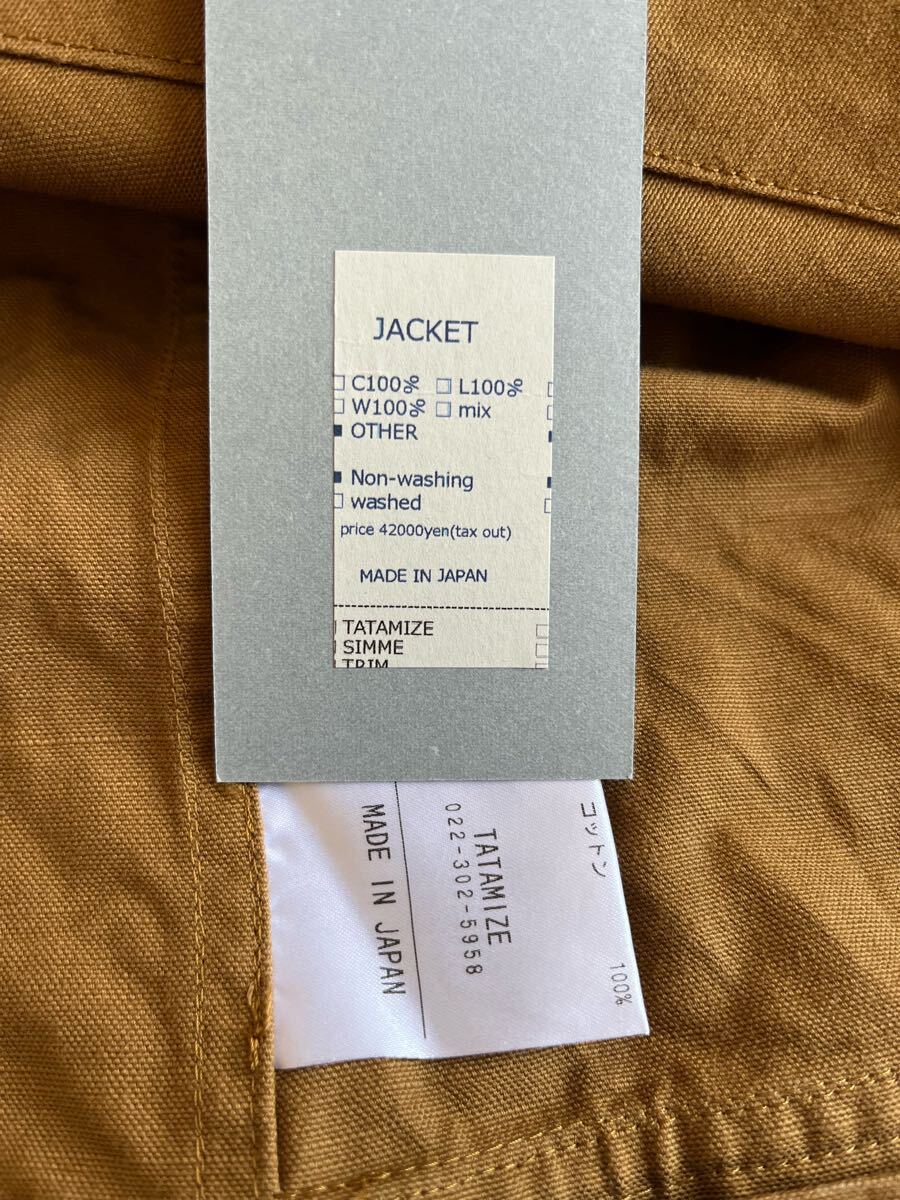 JACKET
□ C100% □ L100%
□ W100% □ mix
■ OTHER
■ Non-washing
□ washed
price 42000yen(tax out)
MADE IN JAPAN
TATAMIZE
SIMME
TRIM
コットン 100%
TATAMIZE
022-302-5958
MADE IN JAPAN